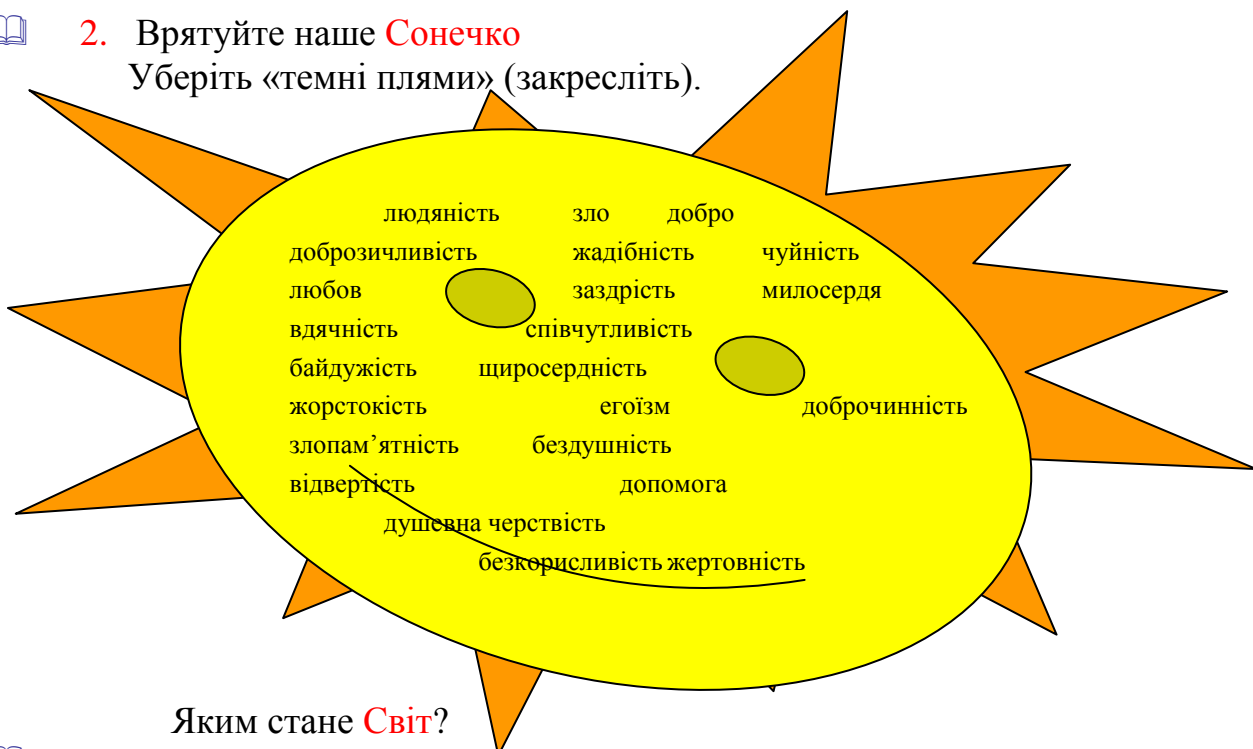 2. Врятуйте наше Сонечко
Уберіть «темні плями» (закресліть).
людяність зло добро
доброзичливість жадібність чуйність
любов заздрість милосердя
вдячність співчутливість
байдужість щиросердність
жорстокість егоїзм доброчинність
злопам’ятність бездушність
відвертість допомога
душевна черствість
безкорисливість жертовність
Яким стане Світ?